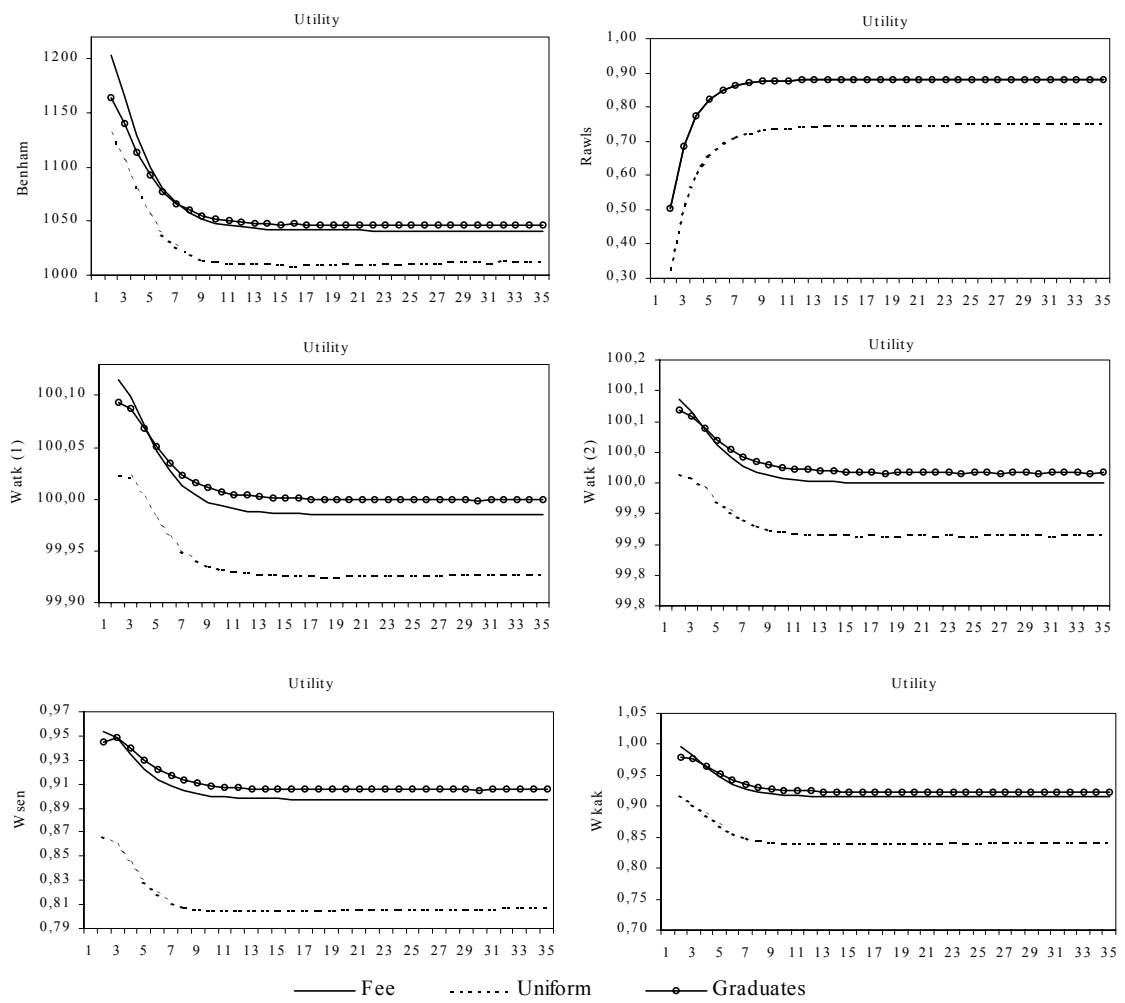 Utility
Benham
1200
1150
1100
1050
1000
1 3 5 7 9 11 13 15 17 19 21 23 25 27 29 31 33 35
Utility
Rawls
1,00
0,90
0,80
0,70
0,60
0,50
0,40
0,30
1 3 5 7 9 11 13 15 17 19 21 23 25 27 29 31 33 35
Utility
Watk (1)
100,10
100,05
100,00
99,95
99,90
1 3 5 7 9 11 13 15 17 19 21 23 25 27 29 31 33 35
Utility
Watk (2)
100,2
100,1
100,1
100,0
100,0
99,9
99,9
99,8
99,8
1 3 5 7 9 11 13 15 17 19 21 23 25 27 29 31 33 35
Utility
Wsen
0,97
0,95
0,93
0,91
0,89
0,87
0,85
0,83
0,81
0,79
1 3 5 7 9 11 13 15 17 19 21 23 25 27 29 31 33 35
Utility
Wkak
1,05
1,00
0,95
0,90
0,85
0,80
0,75
0,70
1 3 5 7 9 11 13 15 17 19 21 23 25 27 29 31 33 35
Fee Uniform Graduates